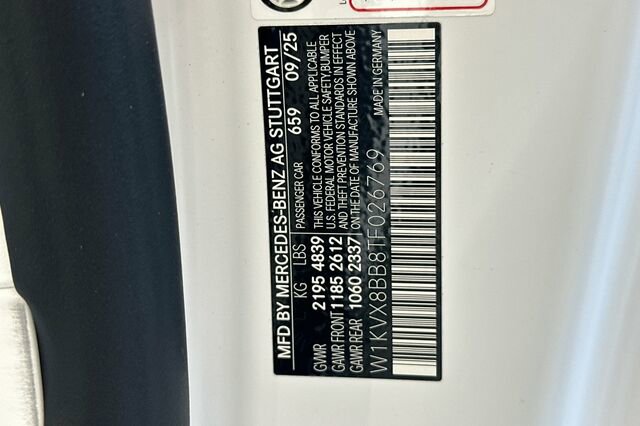 MFD BY MERCEDES-BENZ AG STUTTGART
KG LBS PASSENGER CAR 659 09/25
GVWR 2195 4839 THIS VEHICLE CONFORMS TO ALL APPLICABLE
U.S. FEDERAL MOTOR VEHICLE SAFETY, BUMPER
GAWR FRONT 1185 2612 AND THEFT PREVENTION STANDARDS IN EFFECT
GAWR REAR 1060 2337 ON THE DATE OF MANUFACTURE SHOWN ABOVE
W1KVX8BB8TF026769 MADE IN GERMANY